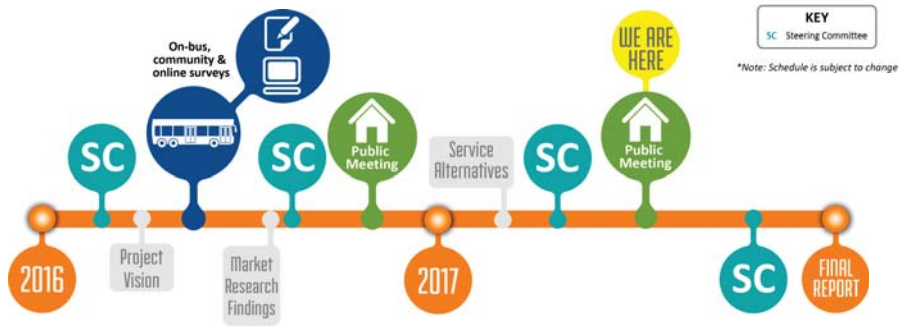 KEY
SC Steering Committee
*Note: Schedule is subject to change
On-bus,
community &
online surveys
WE ARE
HERE
SC
SC
Public
Meeting
Service
Alternatives
SC
Public
Meeting
2016
Project
Vision
Market
Research
Findings
2017
SC
FINAL
REPORT